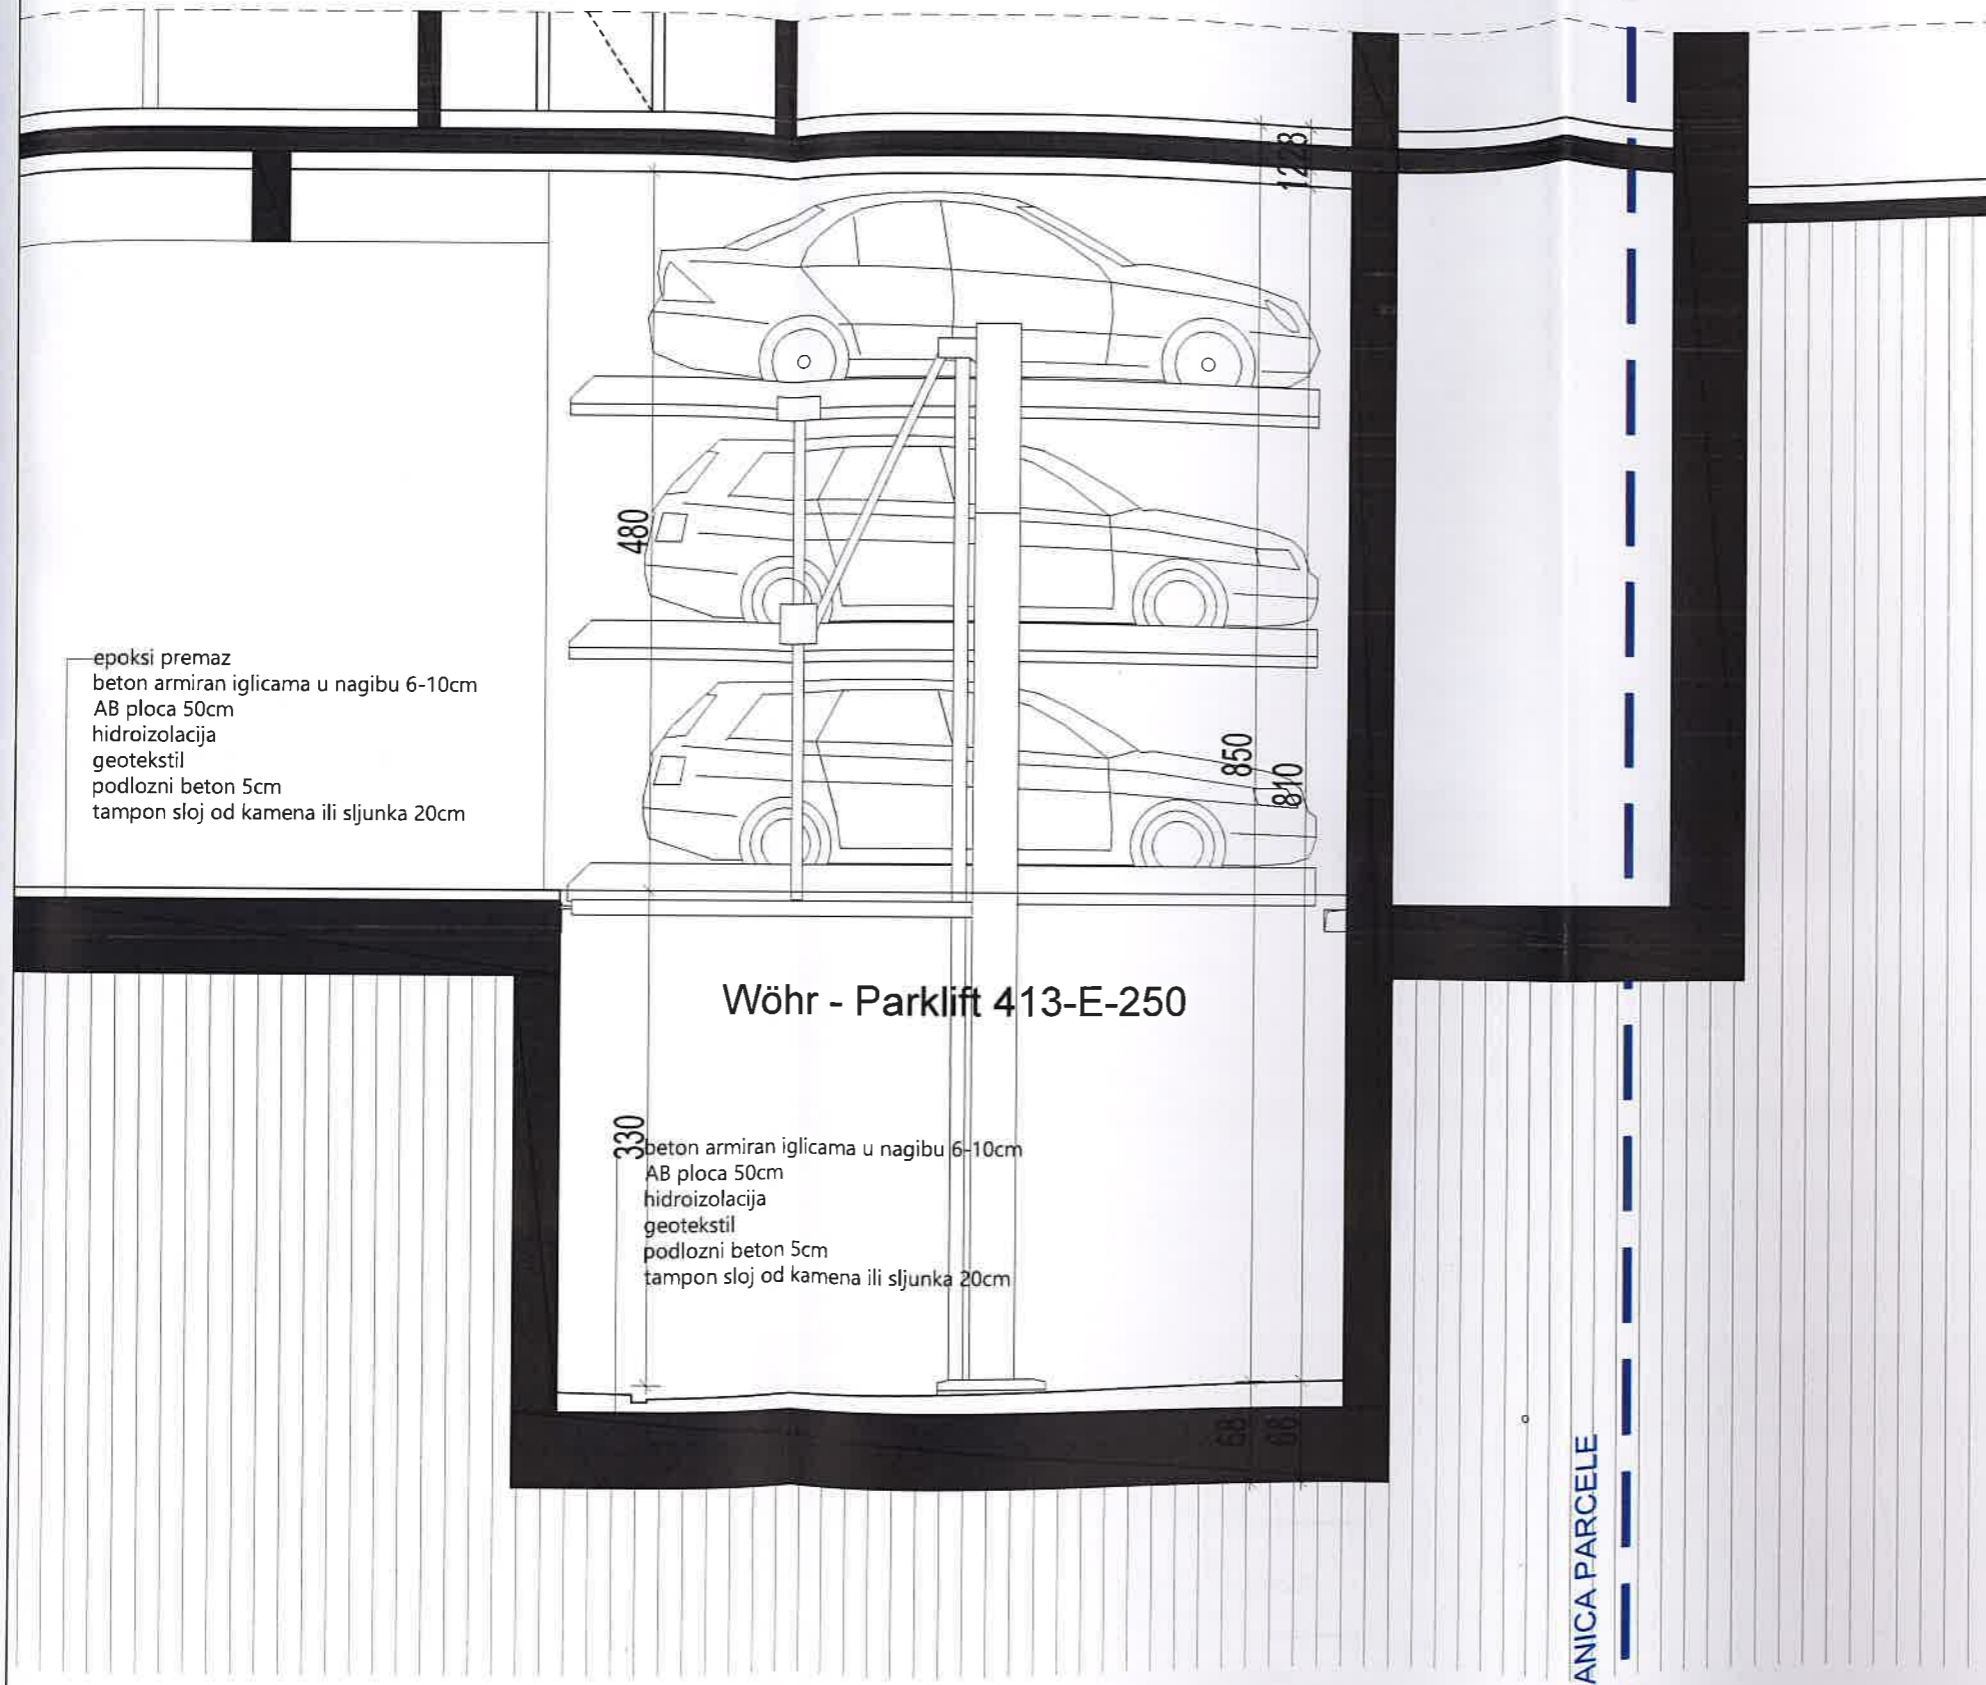 1228
480
epoksi premaz
beton armiran iglicama u nagibu 6-10cm
AB ploca 50cm
hidroizolacija
geotekstil
podlozni beton 5cm
tampon sloj od kamena ili sljunka 20cm
850
810
Wöhr - Parklift 413-E-250
330
beton armiran iglicama u nagibu 6-10cm
AB ploca 50cm
hidroizolacija
geotekstil
podlozni beton 5cm
tampon sloj od kamena ili sljunka 20cm
68
68
ANICA PARCELE